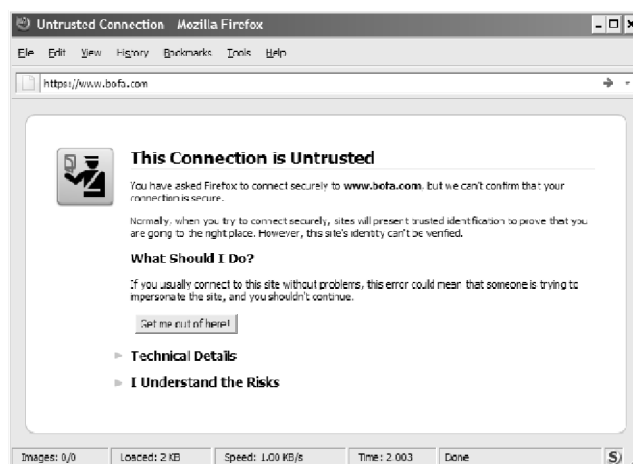 Untrusted Connection Mozilla Firefox
File Edit View History Bookmarks Tools Help
https://www.bofa.com
This Connection is Untrusted
You have asked Firefox to connect securely to www.bofa.com, but we can't confirm that your
connection is secure.
Normally, when you try to connect securely, sites will present trusted identification to prove that you
are going to the right place. However, this site's identity can't be verified.
What Should I Do?
If you usually connect to this site without problems, this error could mean that someone is trying to
impersonate the site, and you shouldn't continue.
Get me out of here!
Technical Details
I Understand the Risks
Images: 0/0 Loaded: 2 KB Speed: 1.00 KB/s Time: 2.003 Done S